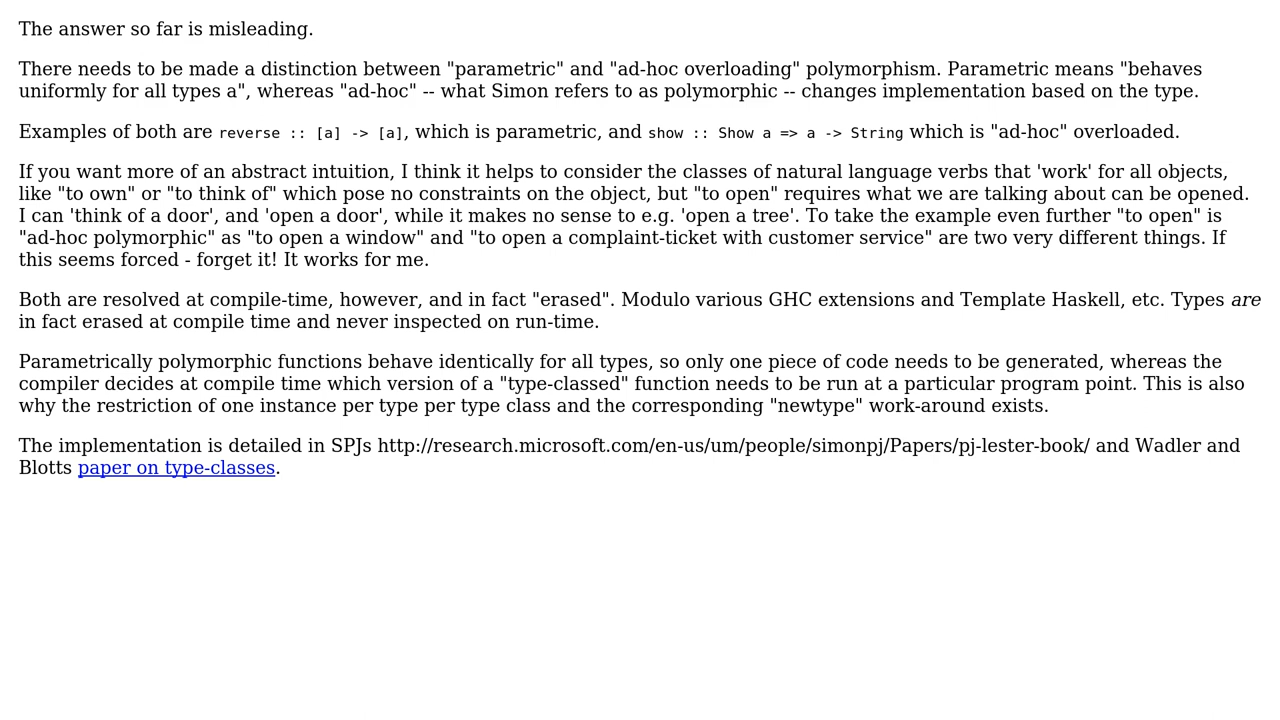 The answer so far is misleading.
There needs to be made a distinction between "parametric" and "ad-hoc overloading" polymorphism. Parametric means "behaves
uniformly for all types a", whereas "ad-hoc" -- what Simon refers to as polymorphic -- changes implementation based on the type.
Examples of both are reverse :: [a] -> [a], which is parametric, and show :: Show a => a -> String which is "ad-hoc" overloaded.
If you want more of an abstract intuition, I think it helps to consider the classes of natural language verbs that 'work' for all objects,
like "to own" or "to think of" which pose no constraints on the object, but "to open" requires what we are talking about can be opened.
I can 'think of a door', and 'open a door', while it makes no sense to e.g. 'open a tree'. To take the example even further "to open" is
"ad-hoc polymorphic" as "to open a window" and "to open a complaint-ticket with customer service" are two very different things. If
this seems forced - forget it! It works for me.
Both are resolved at compile-time, however, and in fact "erased". Modulo various GHC extensions and Template Haskell, etc. Types are
in fact erased at compile time and never inspected on run-time.
Parametrically polymorphic functions behave identically for all types, so only one piece of code needs to be generated, whereas the
compiler decides at compile time which version of a "type-classed" function needs to be run at a particular program point. This is also
why the restriction of one instance per type per type class and the corresponding "newtype" work-around exists.
The implementation is detailed in SPJs http://research.microsoft.com/en-us/um/people/simonpj/Papers/pj-lester-book/ and Wadler and
Blotts paper on type-classes.